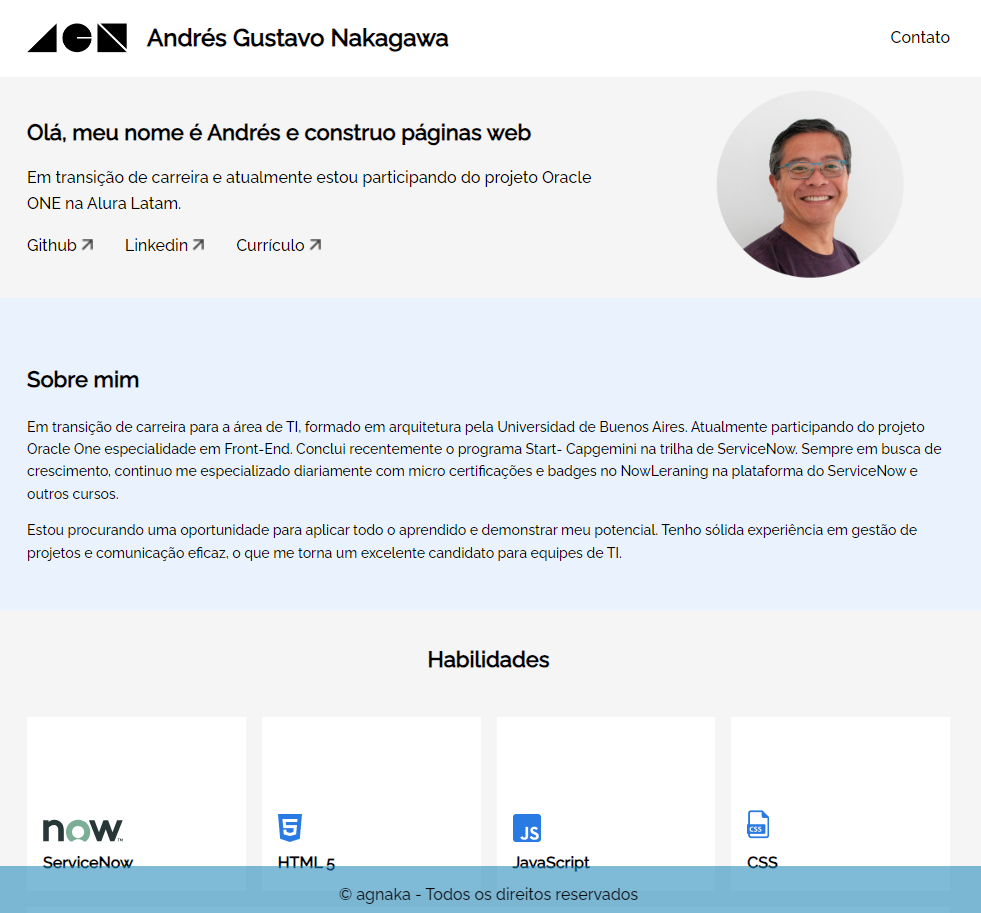 AGN Andrés Gustavo Nakagawa Contato
Olá, meu nome é Andrés e construo páginas web
Em transição de carreira e atualmente estou participando do projeto Oracle
ONE na Alura Latam.
Github Linkedin Currículo
Sobre mim
Em transição de carreira para a área de TI, formado em arquitetura pela Universidad de Buenos Aires. Atualmente participando do projeto
Oracle One especialidade em Front-End. Conclui recentemente o programa Start- Capgemini na trilha de ServiceNow. Sempre em busca de
crescimento, continuo me especializado diariamente com micro certificações e badges no NowLeraning na plataforma do ServiceNow e
outros cursos.
Estou procurando uma oportunidade para aplicar todo o aprendido e demonstrar meu potencial. Tenho sólida experiência em gestão de
projetos e comunicação eficaz, o que me torna um excelente candidato para equipes de TI.
Habilidades
now™ 5 JS CSS
ServiceNow HTML 5 JavaScript CSS
© agnaka - Todos os direitos reservados